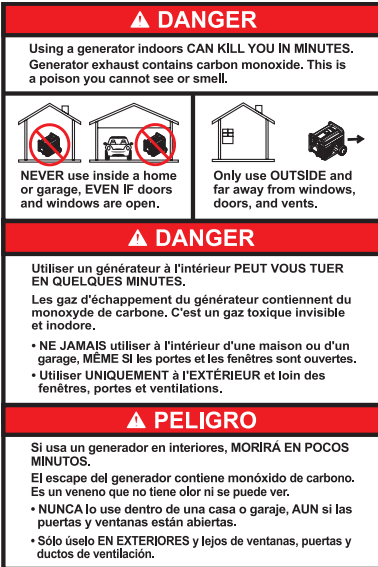 DANGER
Using a generator indoors CAN KILL YOU IN MINUTES.
Generator exhaust contains carbon monoxide. This is
a poison you cannot see or smell.
NEVER use inside a home
or garage, EVEN IF doors
and windows are open.
Only use OUTSIDE and
far away from windows,
doors, and vents.
DANGER
Utiliser un générateur à l'intérieur PEUT VOUS TUER
EN QUELQUES MINUTES.
Les gaz d'échappement du générateur contiennent du
monoxyde de carbone. C'est un gaz toxique invisible
et inodore.
• NE JAMAIS utiliser à l'intérieur d'une maison ou d'un
garage, MÊME SI les portes et les fenêtres sont ouvertes.
• Utiliser UNIQUEMENT à l'EXTÉRIEUR et loin des
fenêtres, portes et ventilations.
PELIGRO
Si usa un generador en interiores, MORIRÁ EN POCOS
MINUTOS.
El escape del generador contiene monóxido de carbono.
Es un veneno que no tiene olor ni se puede ver.
• NUNCA lo use dentro de una casa o garaje, AUN si las
puertas y ventanas están abiertas.
• Sólo úselo EN EXTERIORES y lejos de ventanas, puertas y
ductos de ventilación.